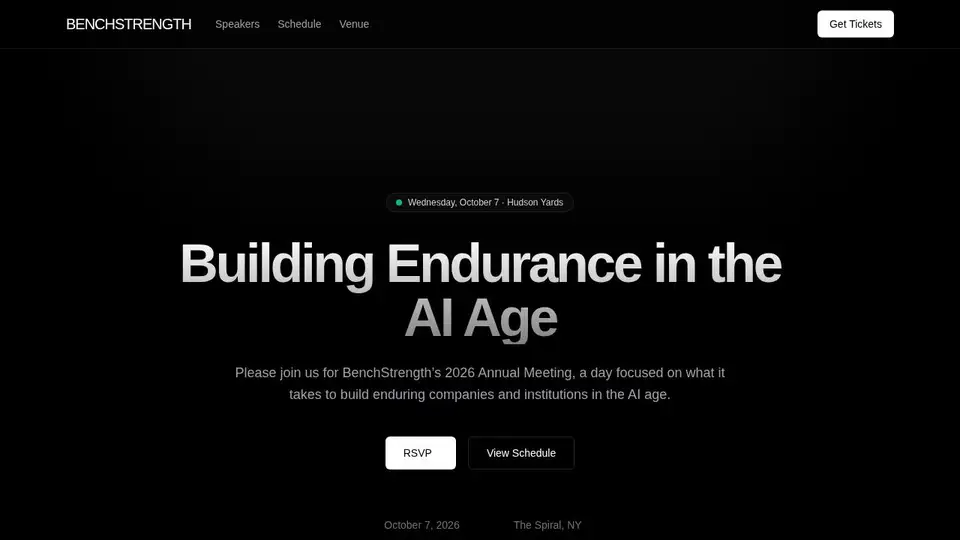 BENCHSTRENGTH
Speakers
Schedule
Venue
Get Tickets
Wednesday, October 7 · Hudson Yards
Building Endurance in the
AI Age
Please join us for BenchStrength’s 2026 Annual Meeting, a day focused on what it
takes to build enduring companies and institutions in the AI age.
RSVP
View Schedule
October 7, 2026
The Spiral, NY